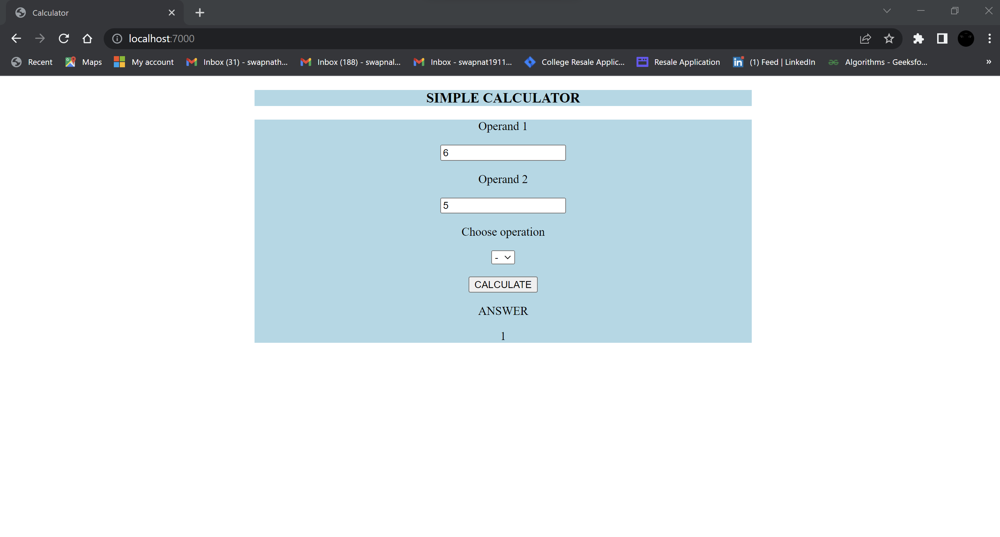 Calculator
localhost:7000
Recent Maps My account Inbox (31) - swapnath... Inbox (188) - swapnal... Inbox - swapnat1911... College Resale Applic... Resale Application (1) Feed | LinkedIn Algorithms - Geeksfo... »
SIMPLE CALCULATOR
Operand 1
6
Operand 2
5
Choose operation
-
CALCULATE
ANSWER
1